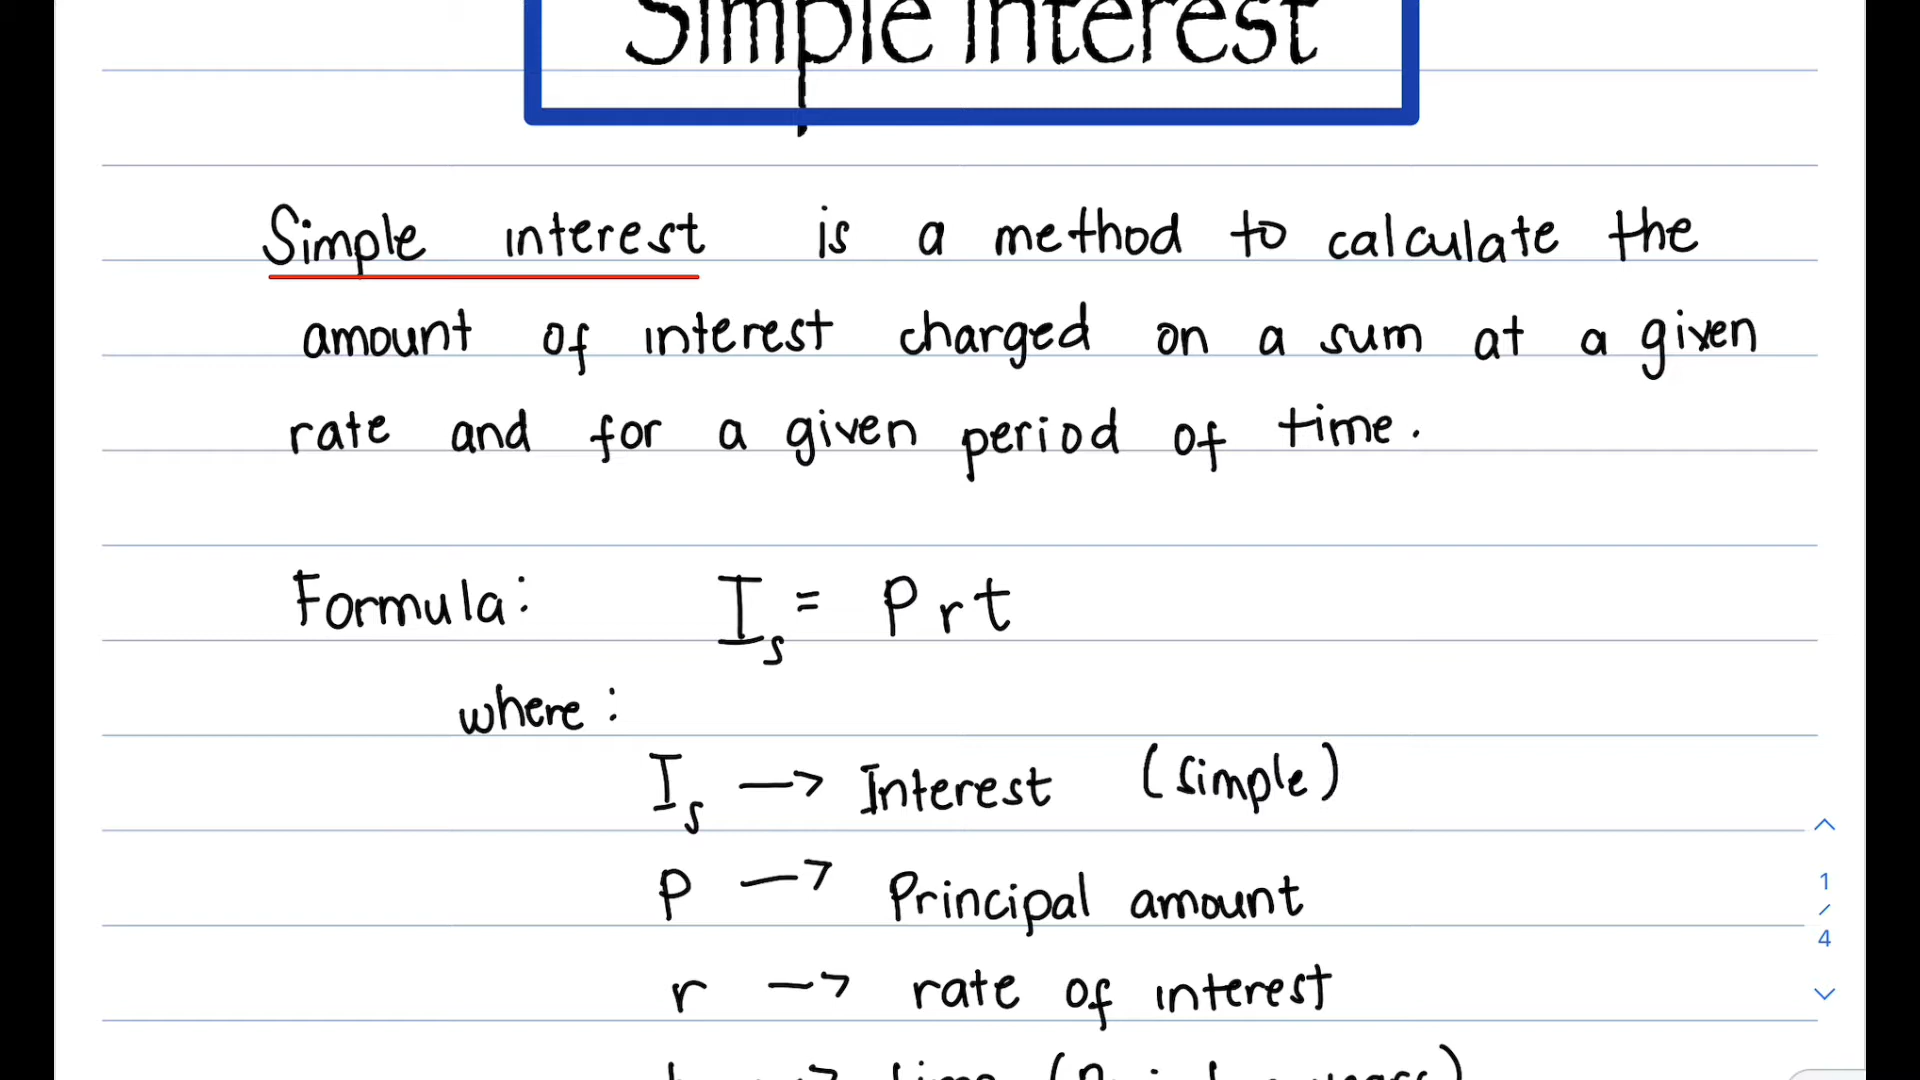 Simple Interest
Simple interest is a method to calculate the
amount of interest charged on a sum at a given
rate and for a given period of time.
Formula: Is = Prt
where:
Is → Interest (simple)
P → Principal amount
r → rate of interest
t → time
1
/
4